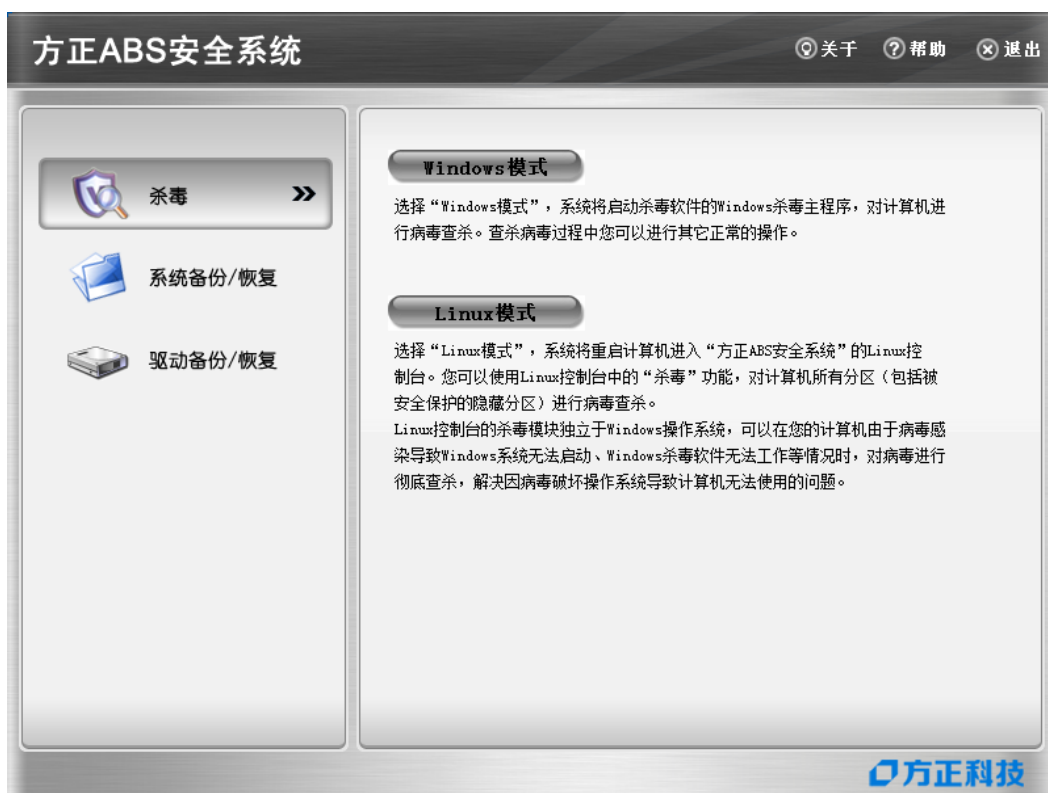 方正ABS安全系统
关于 帮助 退出
杀毒
系统备份/恢复
驱动备份/恢复
Windows模式
选择“Windows模式”，系统将启动杀毒软件的Windows杀毒主程序，对计算机进
行病毒查杀。查杀病毒过程中您可以进行其它正常的操作。
Linux模式
选择“Linux模式”，系统将重启计算机进入“方正ABS安全系统”的Linux控
制台。您可以使用Linux控制台中的“杀毒”功能，对计算机所有分区（包括被
安全保护的隐藏分区）进行病毒查杀。
Linux控制台的杀毒模块独立于Windows操作系统，可以在您的计算机由于病毒感
染导致Windows系统无法启动、Windows杀毒软件无法工作等情况时，对病毒进行
彻底查杀，解决因病毒破坏操作系统导致计算机无法使用的问题。
方正科技